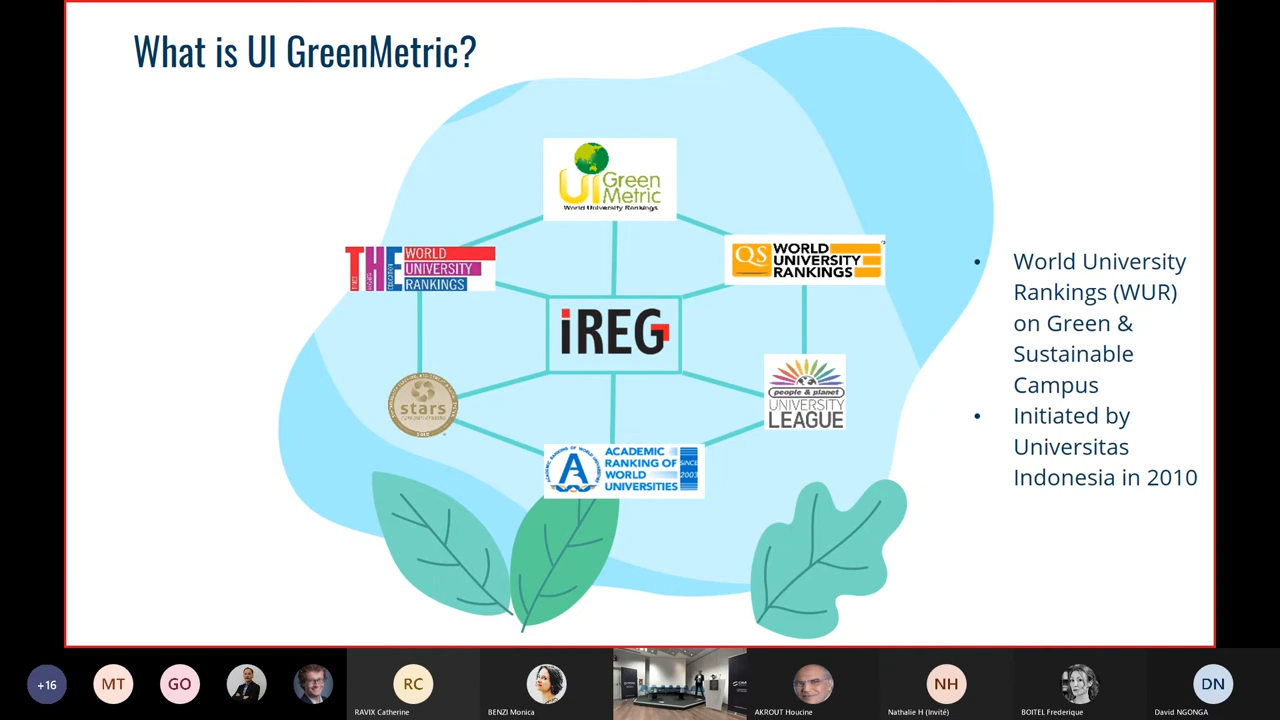 What is UI GreenMetric?
UI Green
Metric
World University Rankings
THE WORLD
UNIVERSITY
RANKINGS
QS WORLD
UNIVERSITY
RANKINGS
iREG
stars
people & planet
UNIVERSITY
LEAGUE
A ACADEMIC
RANKING OF
WORLD
UNIVERSITIES
SINCE
2003
• World University
Rankings (WUR)
on Green &
Sustainable
Campus
• Initiated by
Universitas
Indonesia in 2010
+16
MT
GO
RC
RAVIX Catherine
BENZI Monica
AKROUT Houcine
NH
Nathalie H (Invité)
BOITEL Frederique
DN
David NGONGA